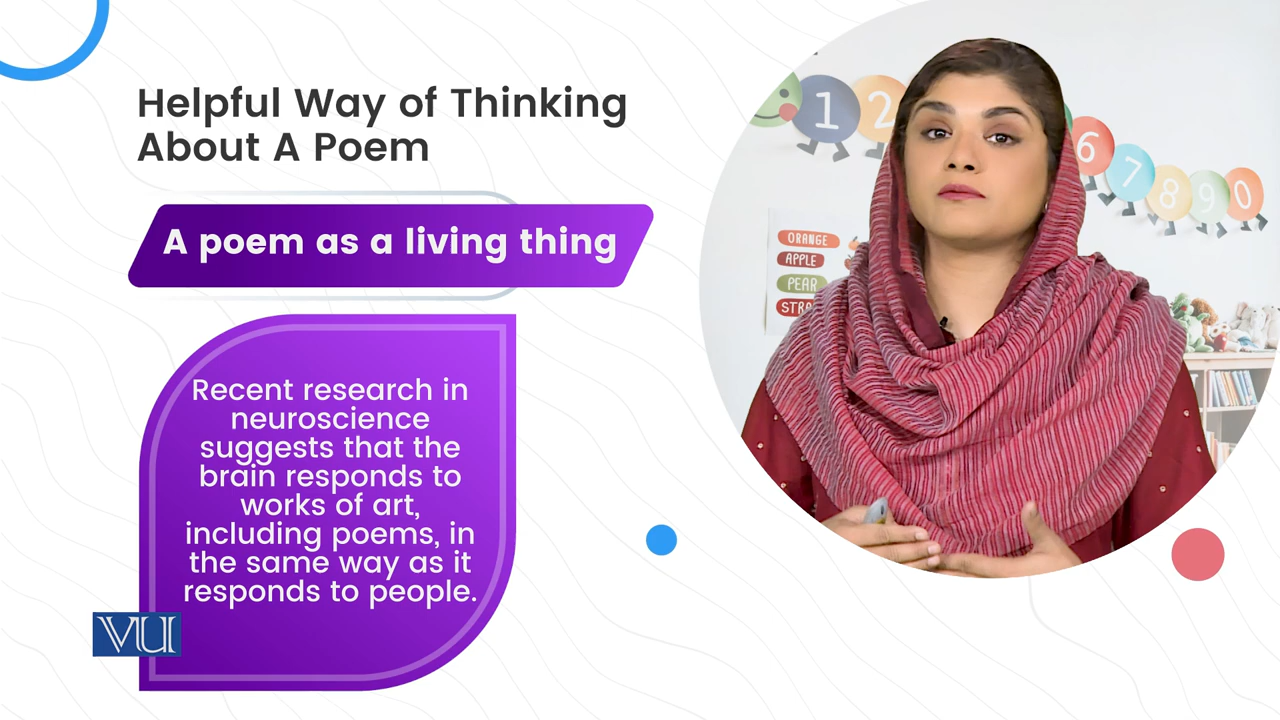 Helpful Way of Thinking
About A Poem
A poem as a living thing
Recent research in
neuroscience
suggests that the
brain responds to
works of art,
including poems, in
the same way as it
responds to people.
VU
1 2
6 7 8 9 0
ORANGE
APPLE
PEAR